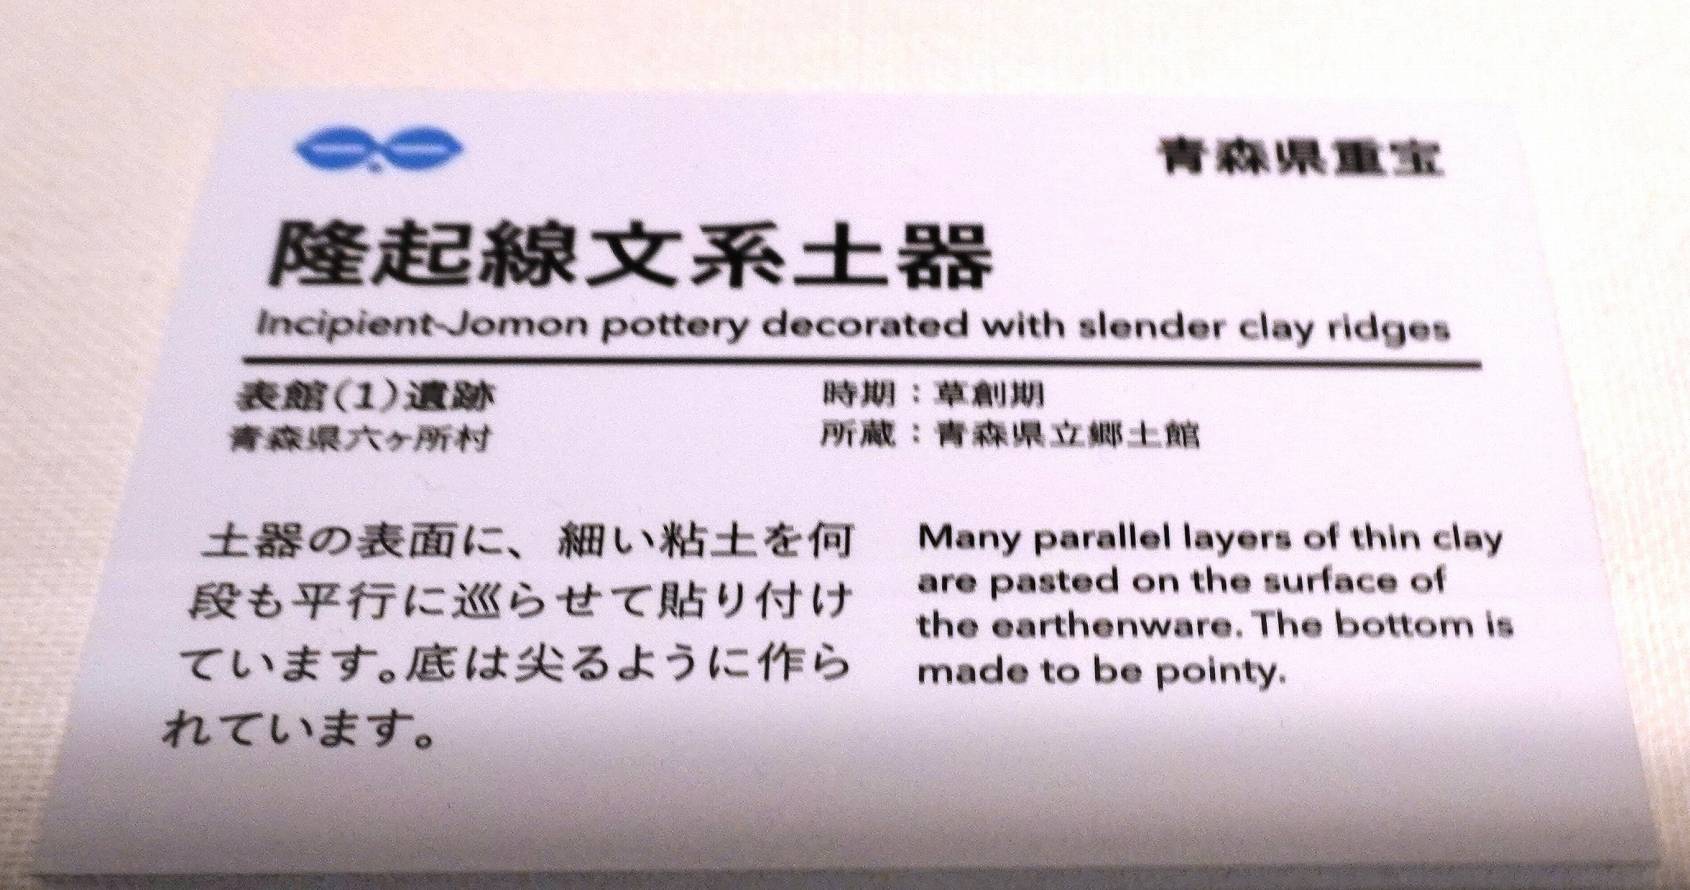 青森県重宝
隆起線文系土器
Incipient-Jomon pottery decorated with slender clay ridges
表館(1)遺跡
青森県六ヶ所村
時期：草創期
所蔵：青森県立郷土館
土器の表面に、細い粘土を何
段も平行に巡らせて貼り付け
ています。底は尖るように作ら
れています。
Many parallel layers of thin clay
are pasted on the surface of
the earthenware. The bottom is
made to be pointy.